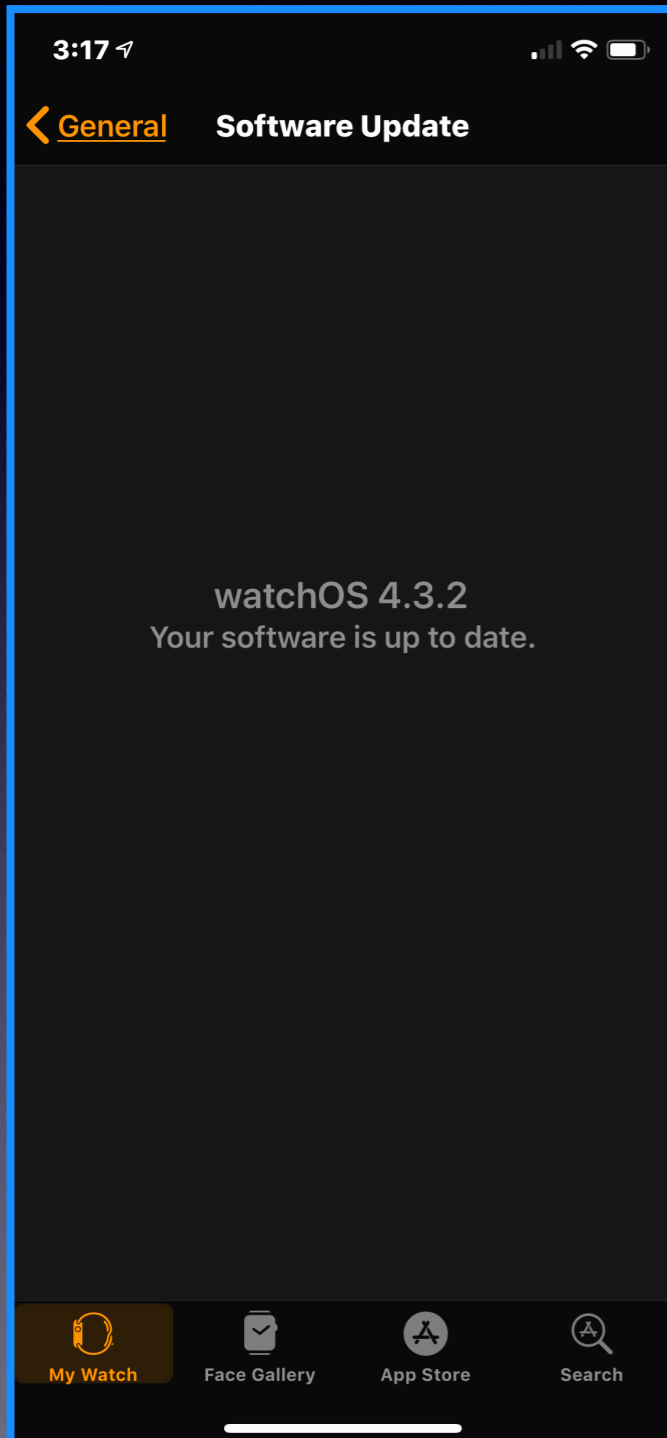 3:17
General
Software Update
watchOS 4.3.2
Your software is up to date.
My Watch
Face Gallery
App Store
Search